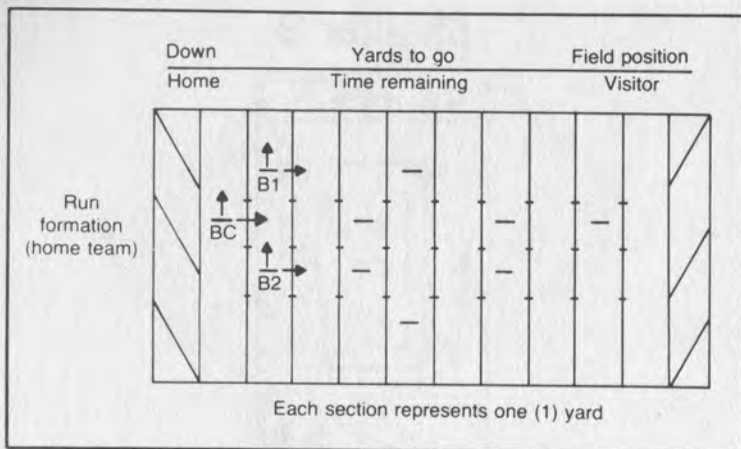 Down Yards to go Field position
Home Time remaining Visitor
B1
Run
formation
(home team)
BC
B2
Each section represents one (1) yard